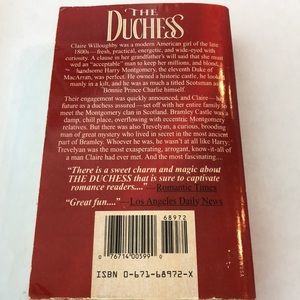 THE
DUCHESS
Claire Willoughby was a modern American girl of the late
1800s—fresh, practical, energetic, and wide-eyed with
curiosity. A clause in her grandfather's will said that she must
wed an "acceptable" man to keep her millions, and blond,
handsome Harry Montgomery, the eleventh Duke of
MacArran, was perfect. He owned a historic castle, he looked
manly in a kilt, and he was as much a titled Scotsman as
Bonnie Prince Charlie himself.
Their engagement was quickly announced, and Claire—
future as a duchess assured—set off with her entire family to
meet the Montgomery clan in Scotland. Bramley Castle was a
damp, chill place, overflowing with eccentric Montgomery
relatives. But there was also Trevelyan, a curious, brooding
man of great mystery who lived in secret in the most ancient
part of Bramley. Whoever he was, he wasn't at all like Harry:
Trevelyan was the most exasperating, arrogant, know-it-all of
a man Claire had ever met. And the most fascinating....
"There is a sweet charm and magic about
THE DUCHESS that is sure to captivate
romance readers...."—Romantic Times
"Great fun...."—Los Angeles Daily News
68972
0 76714 00599 0
ISBN 0-671-68972-X